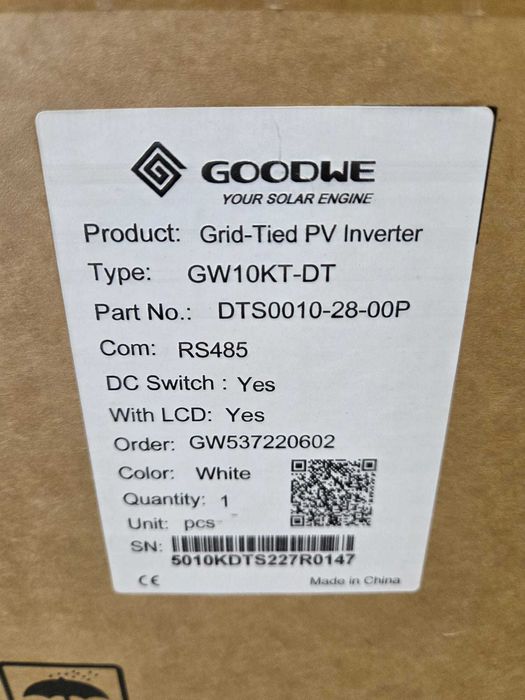 GOODWE
YOUR SOLAR ENGINE
Product: Grid-Tied PV Inverter
Type: GW10KT-DT
Part No.: DTS0010-28-00P
Com: RS485
DC Switch : Yes
With LCD: Yes
Order: GW537220602
Color: White
Quantity: 1
Unit: pcs
SN:
5010KDTS227R0147
CE Made in China